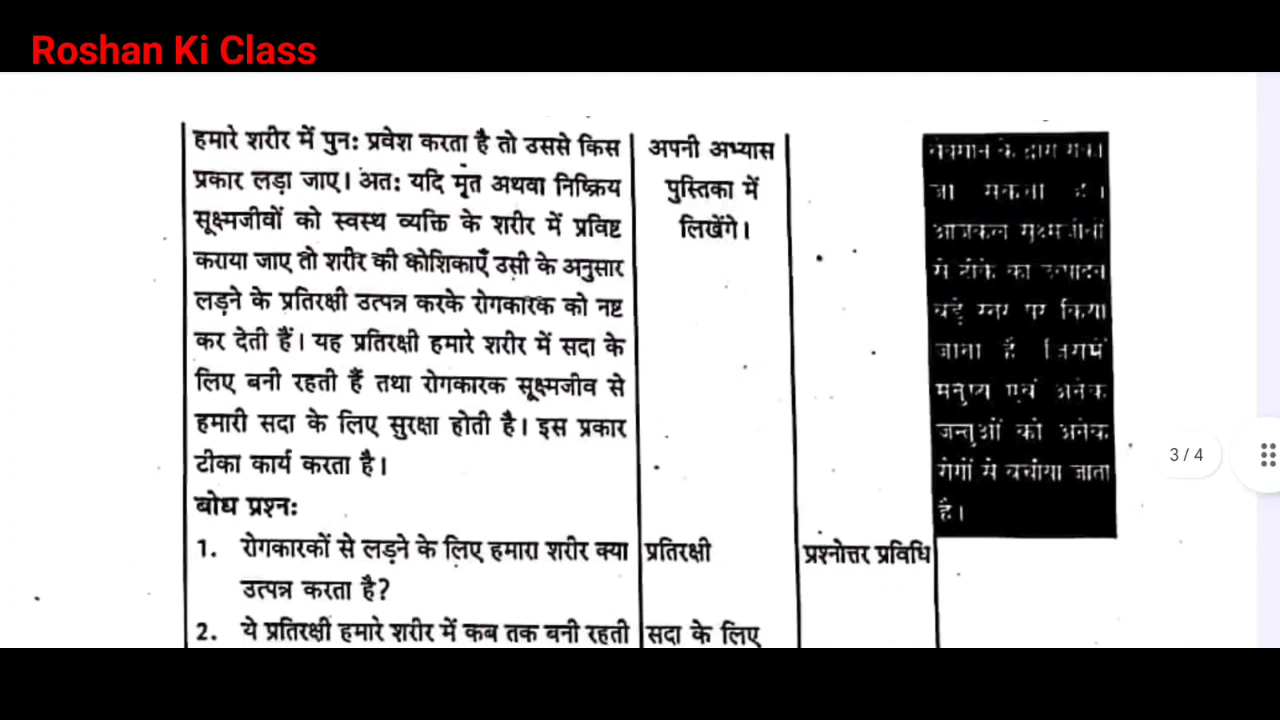 Roshan Ki Class
हमारे शरीर में पुनः प्रवेश करता है तो उससे किस
प्रकार लड़ा जाए। अतः यदि मृत अथवा निष्क्रिय
सूक्ष्मजीवों को स्वस्थ व्यक्ति के शरीर में प्रविष्ट
कराया जाए तो शरीर की कोशिकाएँ उसी के अनुसार
लड़ने के प्रतिरक्षी उत्पन्न करके रोगकारक को नष्ट
कर देती हैं। यह प्रतिरक्षी हमारे शरीर में सदा के
लिए बनी रहती हैं तथा रोगकारक सूक्ष्मजीव से
हमारी सदा के लिए सुरक्षा होती है। इस प्रकार
टीका कार्य करता है।
बोध प्रश्नः
1. रोगकारकों से लड़ने के लिए हमारा शरीर क्या
उत्पन्न करता है?
2. ये प्रतिरक्षी हमारे शरीर में कब तक बनी रहती
अपनी अभ्यास
पुस्तिका में
लिखेंगे।
प्रतिरक्षी
सदा के लिए
प्रश्नोत्तर प्रविधि
के द्वारा
जा सकता है।
आजकल सूक्ष्मजीवों
से टीके का उत्पादन
बड़े स्तर पर किया
जाता है जिससे
मनुष्य एवं अनेक
जन्तुओं को अनेक
रोगों से बचाया जाता
है।
3 / 4